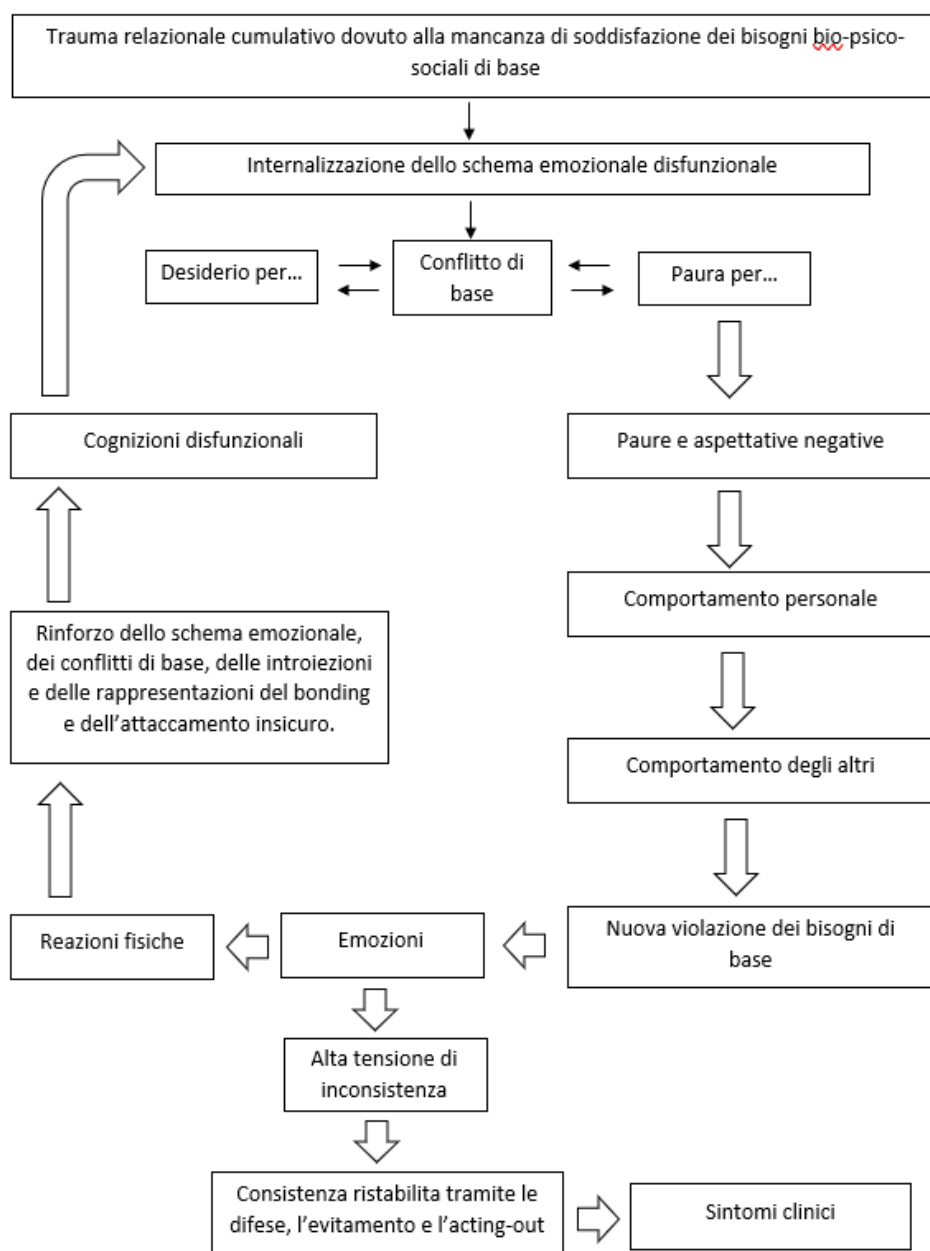 Trauma relazionale cumulativo dovuto alla mancanza di soddisfazione dei bisogni bio-psico-
sociali di base
Internalizzazione dello schema emozionale disfunzionale
Desiderio per...
Conflitto di
base
Paura per...
Cognizioni disfunzionali
Paure e aspettative negative
Comportamento personale
Rinforzo dello schema emozionale,
dei conflitti di base, delle introiezioni
e delle rappresentazioni del bonding
e dell’attaccamento insicuro.
Comportamento degli altri
Reazioni fisiche
Emozioni
Nuova violazione dei bisogni di
base
Alta tensione di
inconsistenza
Consistenza ristabilita tramite le
difese, l’evitamento e l’acting-out
Sintomi clinici